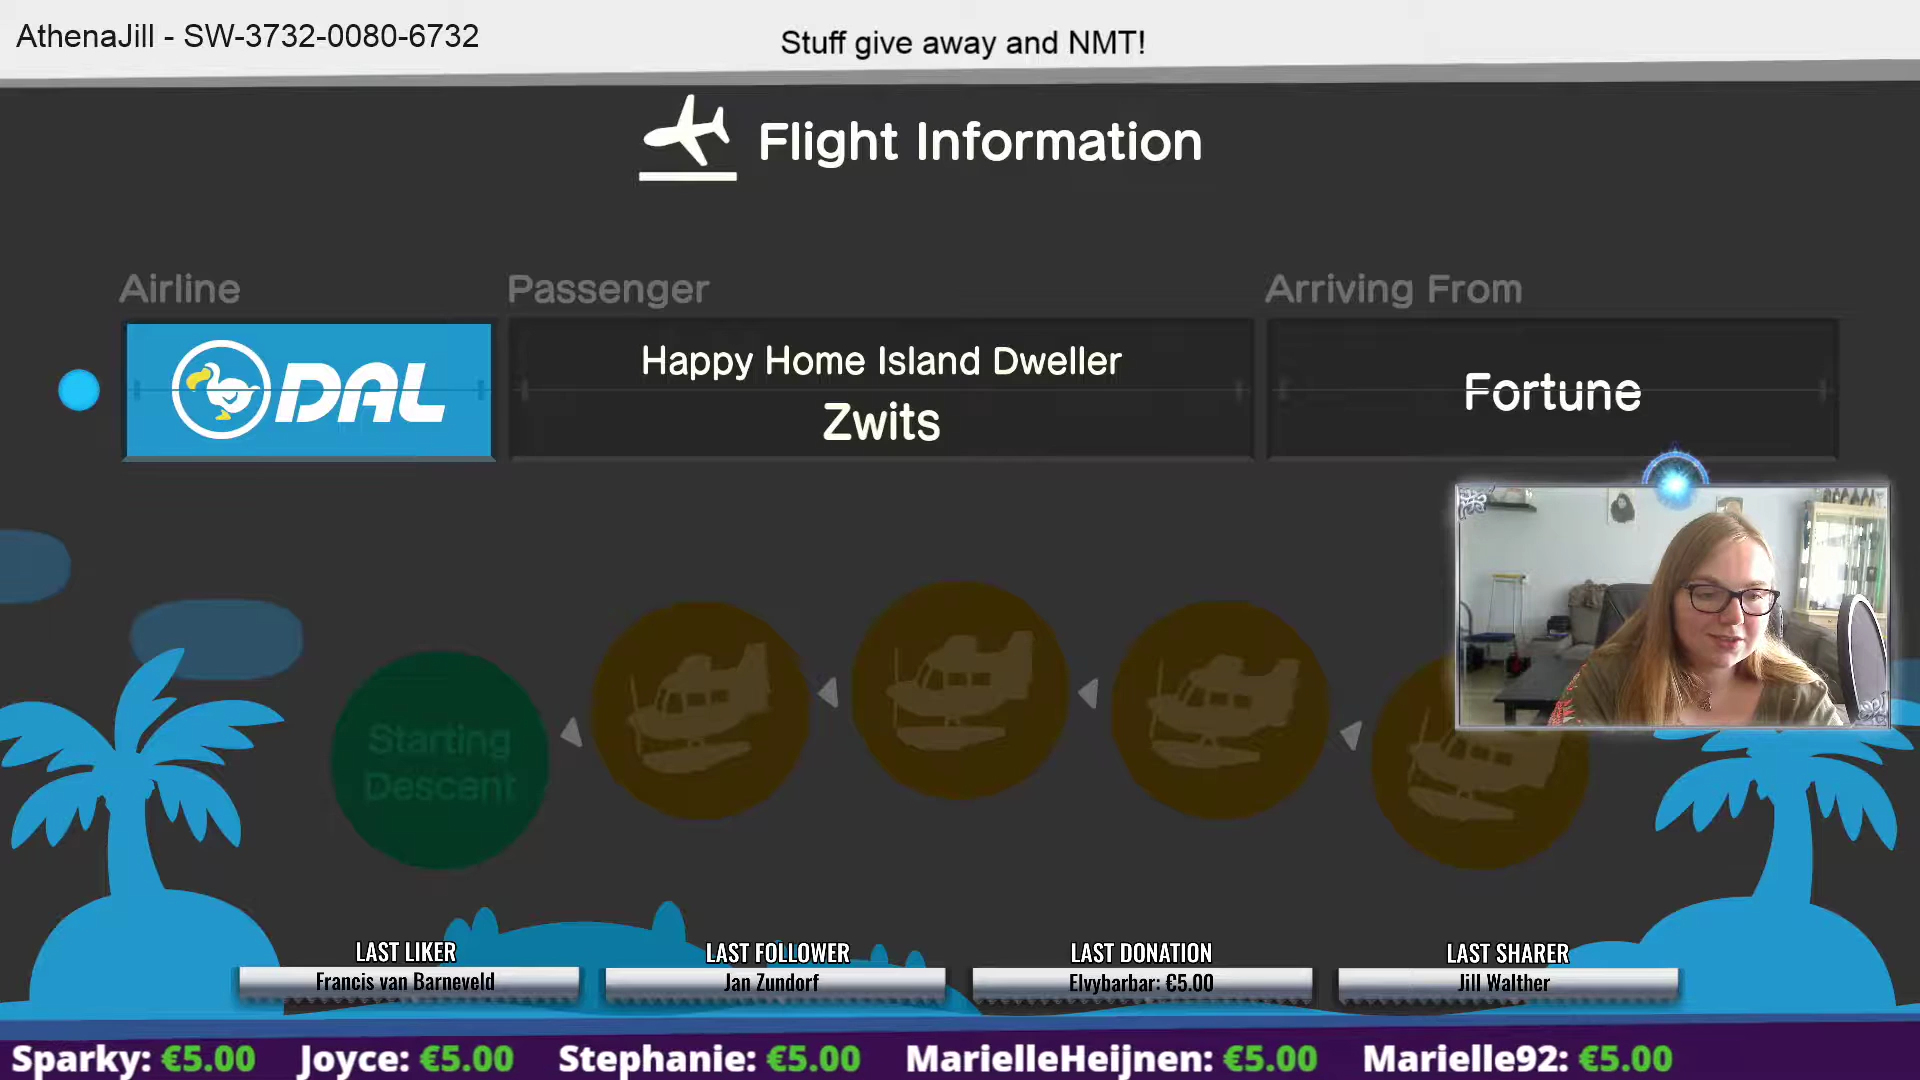 AthenaJill - SW-3732-0080-6732
Stuff give away and NMT!
Flight Information
Airline
Passenger
Arriving From
DAL
Happy Home Island Dweller
Zwits
Fortune
Starting
Descent
LAST LIKER
Francis van Barneveld
LAST FOLLOWER
Jan Zundorf
LAST DONATION
Elvybarbar: €5.00
LAST SHARER
Jill Walther
Sparky: €5.00 Joyce: €5.00 Stephanie: €5.00 MarielleHeijnen: €5.00 Marielle92: €5.00